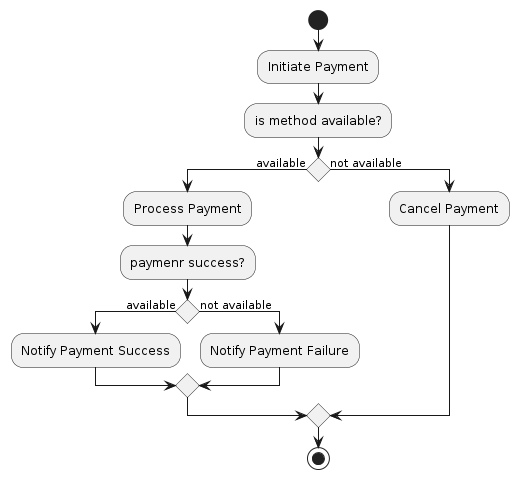 Initiate Payment
is method available?
available
not available
Process Payment
Cancel Payment
paymenr success?
available
not available
Notify Payment Success
Notify Payment Failure